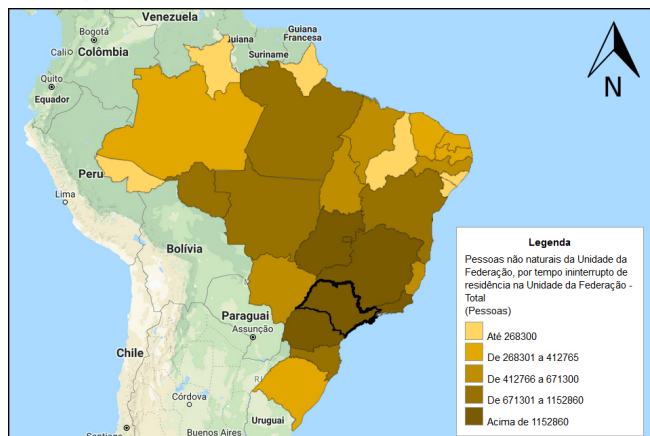 Venezuela
Bogotá
Cali
Colômbia
Guiana
Francesa
Suriname
Quito
Equador
Peru
Lima
Bolívia
Paraguai
Assunção
Chile
Córdova
Uruguai
Buenos Aires
N
Legenda
Pessoas não naturais da Unidade da
Federação, por tempo ininterrupto de
residência na Unidade da Federação -
Total
(Pessoas)
Até 268300
De 268301 a 412765
De 412766 a 671300
De 671301 a 1152860
Acima de 1152860